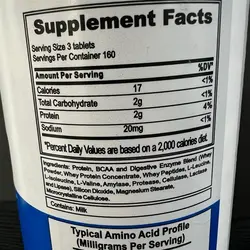 Supplement Facts
Serving Size 3 tablets
Servings Per Container 160
%DV*
Amount Per Serving <1%
Calories 17 <1%
Total Carbohydrate 2g 4%
Protein 2g <1%
Sodium 20mg
*Percent Daily Values are based on a 2,000 calories diet.
Ingredients: Protein, BCAA and Digestive Enzyme Blend (Whey
Powder, Whey Protein Concentrate, Whey Peptides, L-Leucine,
L-Isoleucine, L-Valine, Amylase, Protease, Cellulase, Lactase
and Lipase), Silicon Dioxide, Magnesium Stearate,
Microcrystalline Cellulose.
Contains: Milk
Typical Amino Acid Profile
(Milligrams Per Serving)